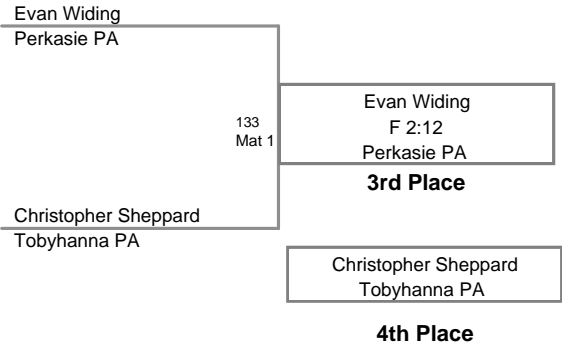 Evan Widing
Perkasie PA
133
Mat 1
Evan Widing
F 2:12
Perkasie PA
3rd Place
Christopher Sheppard
Tobyhanna PA
Christopher Sheppard
Tobyhanna PA
4th Place